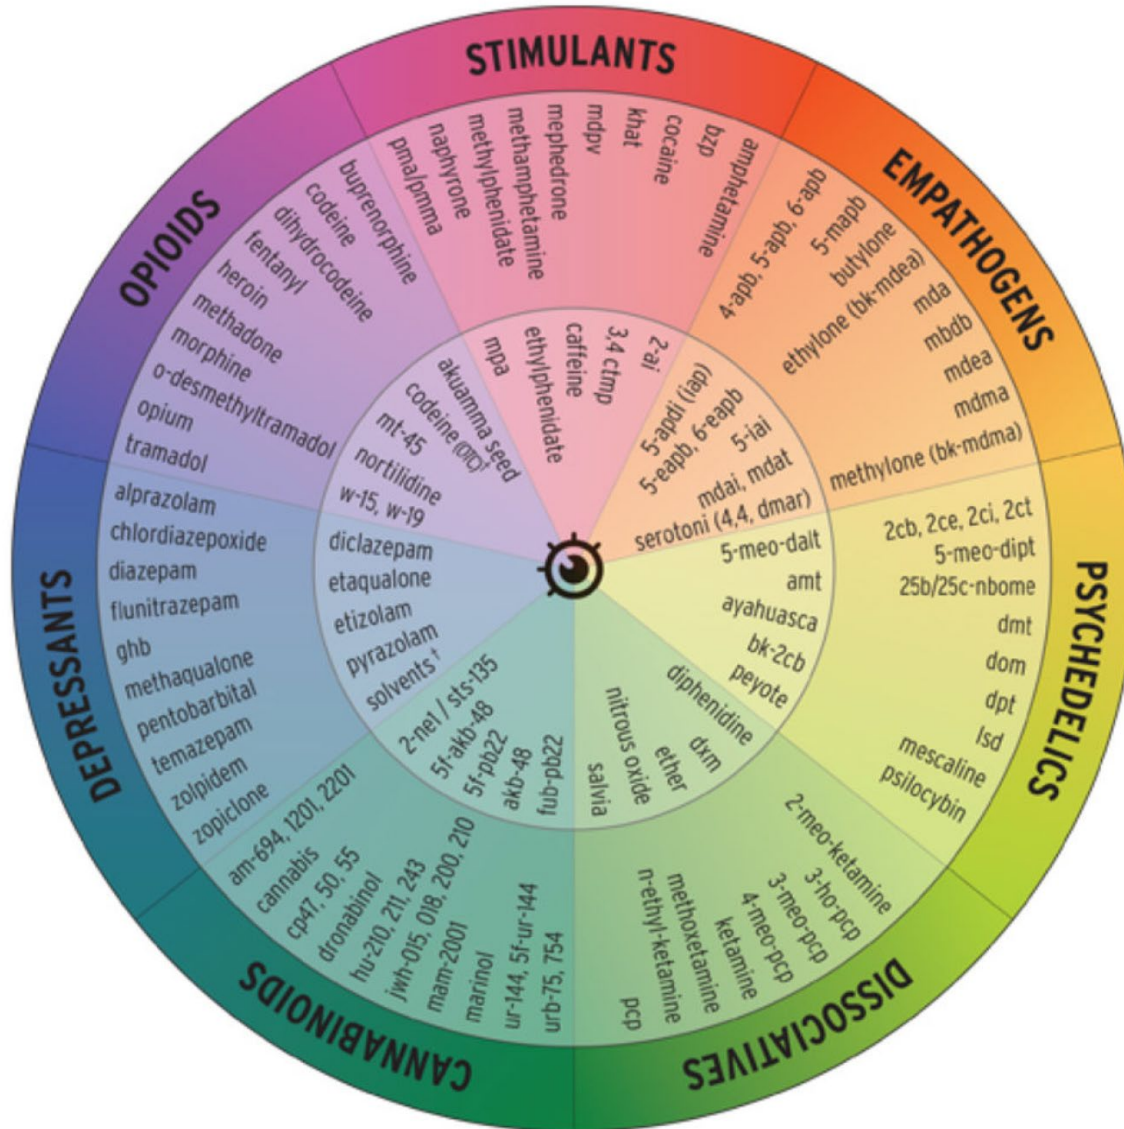 STIMULANTS
pma/pmma
naphyrone
methylphenidate
methamphetamine
mephedrone
mdpv
khat
cocaine
bzp
amphetamine
mpa
ethylphenidate
caffeine
3,4 ctmp
2-ai
EMPATHOGENS
4-apb, 5-apb, 6-apb
5-mapb
butylone
ethylone (bk-mdea)
mda
mbdb
mdea
mdma
methylone (bk-mdma)
5-apdi (iap)
5-eapb, 6-eapb
5-iai
mdai, mdat
serotoni (4,4, dmar)
PSYCHEDELICS
2cb, 2ce, 2ci, 2ct
5-meo-dipt
25b/25c-nbome
dmt
dom
dpt
lsd
mescaline
psilocybin
5-meo-dalt
amt
ayahuasca
bk-2cb
peyote
DISSOCIATIVES
2-meo-ketamine
3-ho-pcp
3-meo-pcp
4-meo-pcp
ketamine
methoxetamine
n-ethyl-ketamine
pcp
diphenidine
dxm
ether
nitrous oxide
salvia
CANNABINOIDS
am-694, 1201, 2201
cannabis
cp47, 50, 55
dronabinol
hu-210, 211, 243
jwh-015, 018, 200, 210
mam-2001
marinol
ur-144, 5f-ur-144
urb-75, 754
2-ne1 / sts-135
5f-akb-48
5f-pb22
akb-48
fub-pb22
DEPRESSANTS
alprazolam
chlordiazepoxide
diazepam
flunitrazepam
ghb
methaqualone
pentobarbital
temazepam
zolpidem
zopiclone
diclazepam
etaqualone
etizolam
pyrazolam
solvents †
OPIOIDS
buprenorphine
codeine
dihydrocodeine
fentanyl
heroin
methadone
morphine
o-desmethyltramadol
opium
tramadol
akuamma seed
codeine (OTC)†
mt-45
nortilidine
w-15, w-19